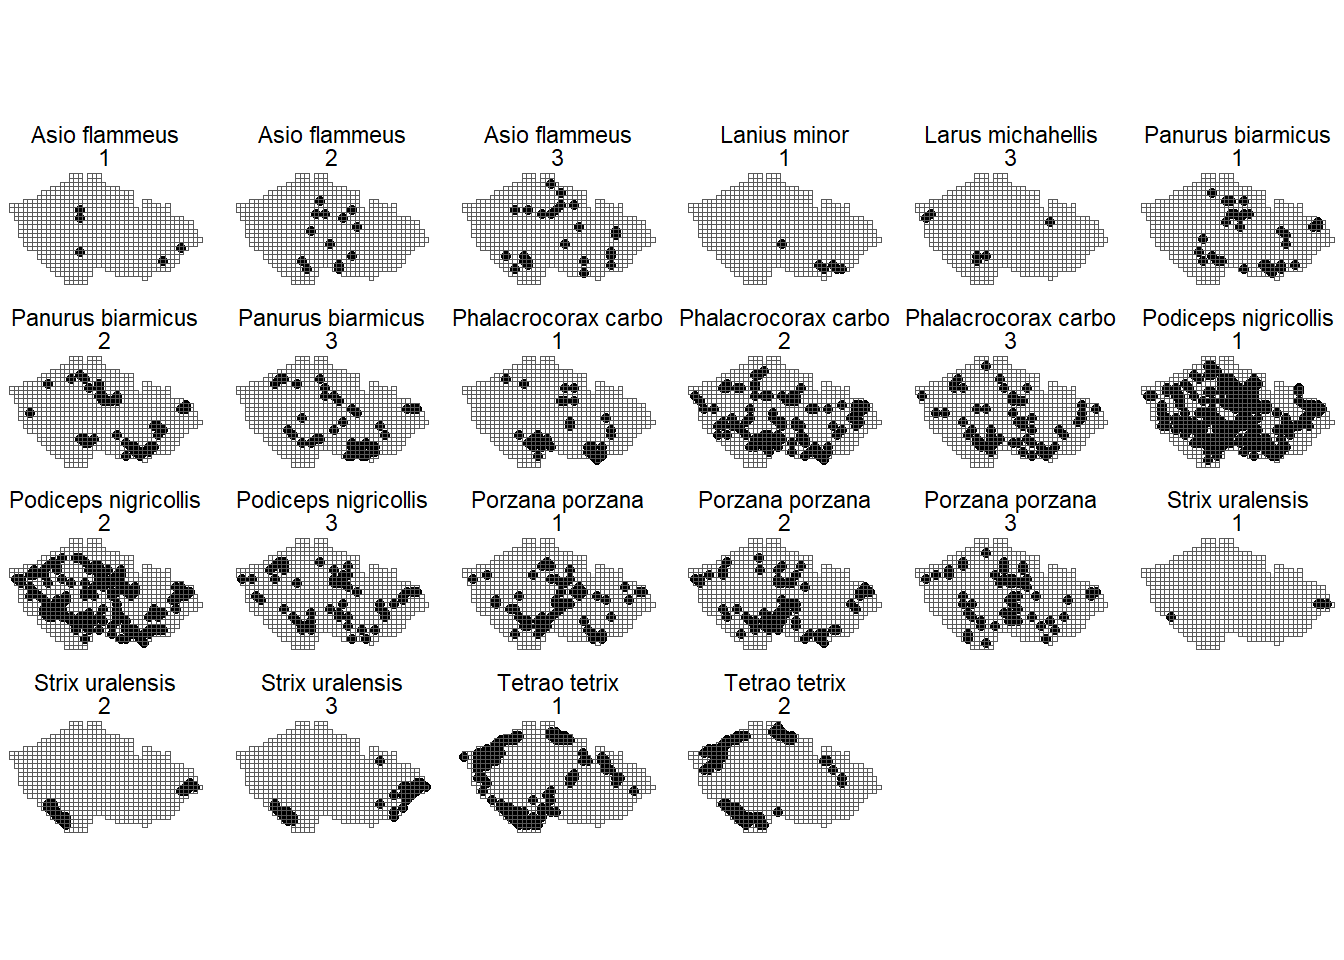 Asio flammeus
1
Asio flammeus
2
Asio flammeus
3
Lanius minor
1
Larus michahellis
3
Panurus biarmicus
1
Panurus biarmicus
2
Panurus biarmicus
3
Phalacrocorax carbo
1
Phalacrocorax carbo
2
Phalacrocorax carbo
3
Podiceps nigricollis
1
Podiceps nigricollis
2
Podiceps nigricollis
3
Porzana porzana
1
Porzana porzana
2
Porzana porzana
3
Strix uralensis
1
Strix uralensis
2
Strix uralensis
3
Tetrao tetrix
1
Tetrao tetrix
2